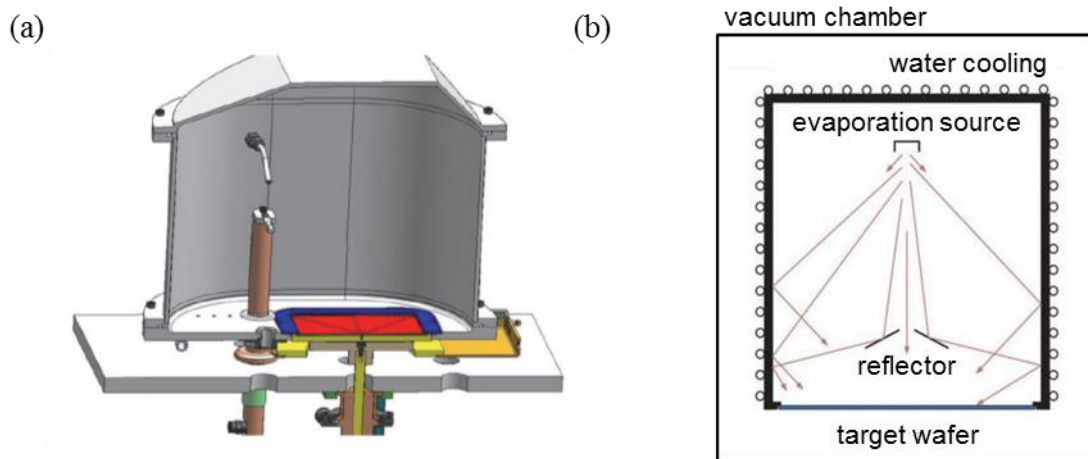 (a)
(b)
vacuum chamber
water cooling
evaporation source
reflector
target wafer